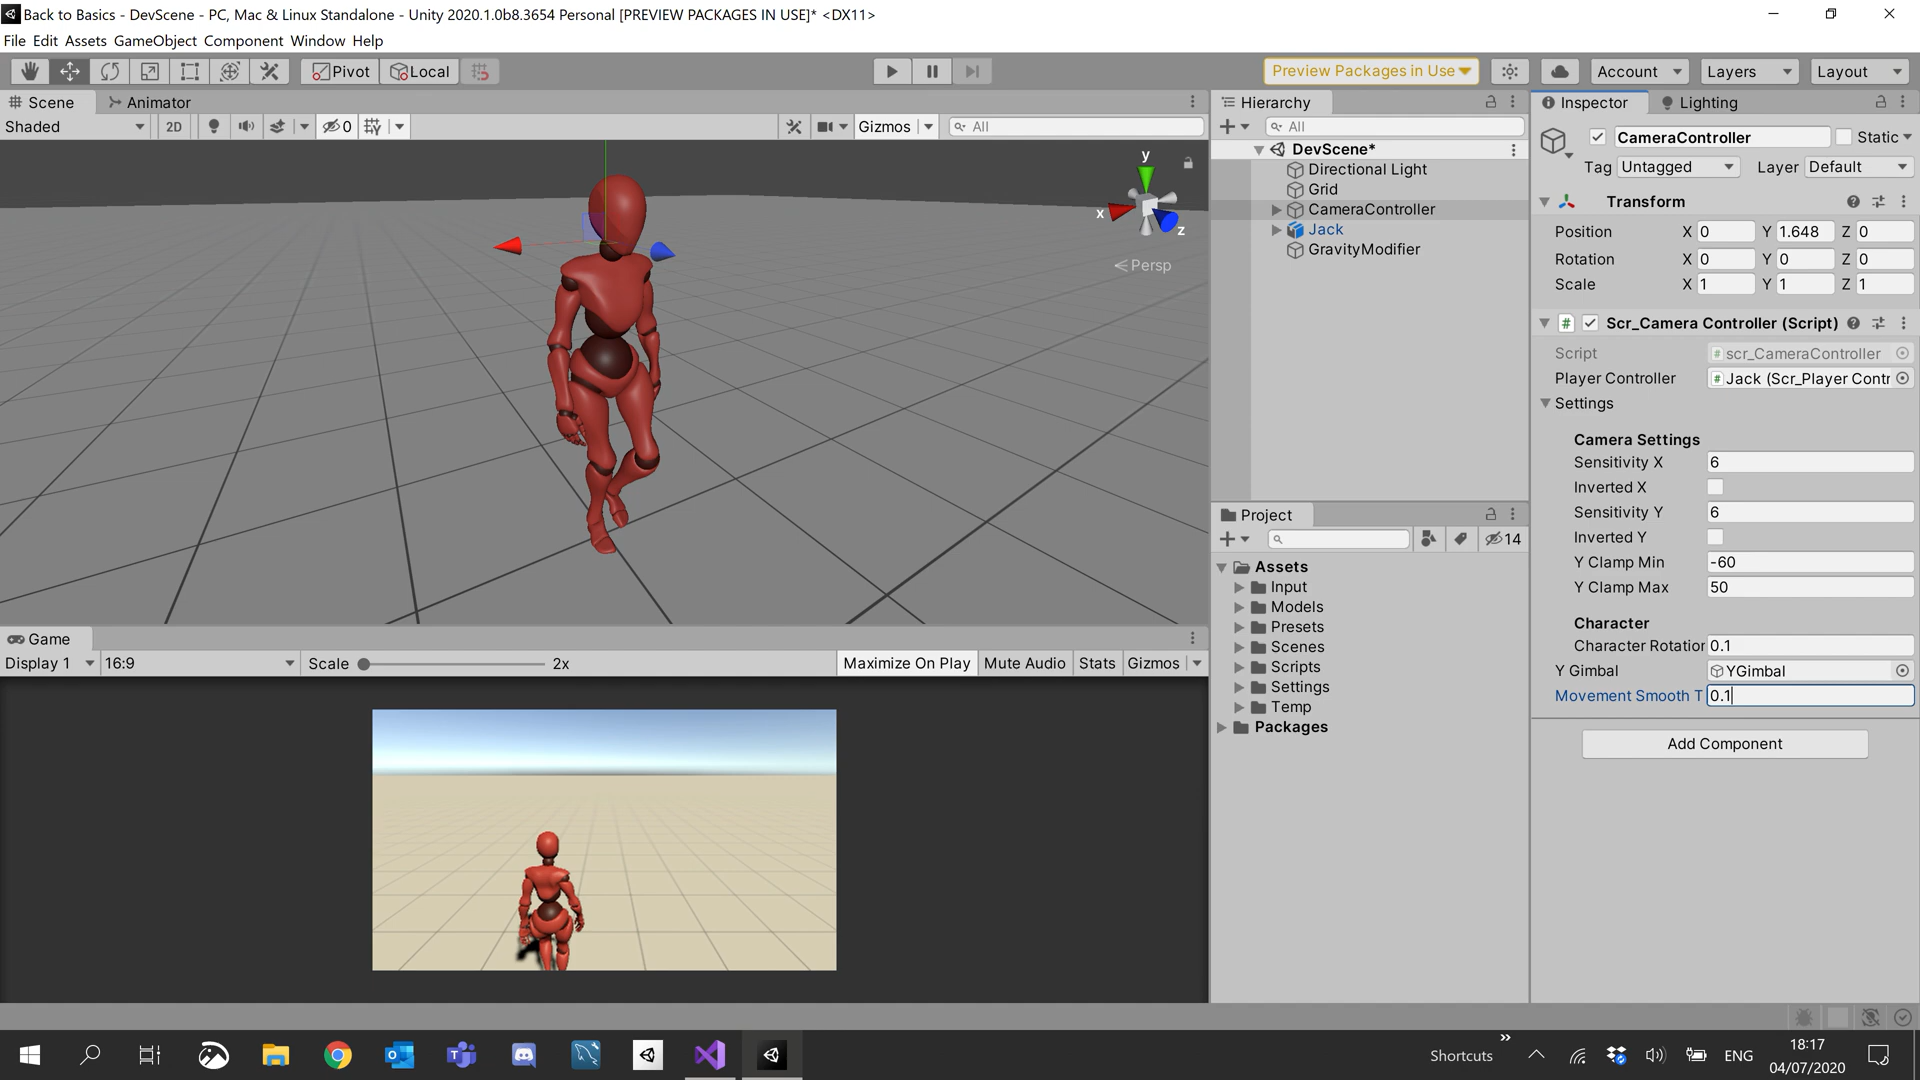 Back to Basics - DevScene - PC, Mac & Linux Standalone - Unity 2020.1.0b8.3654 Personal [PREVIEW PACKAGES IN USE]* <DX11>
File Edit Assets GameObject Component Window Help
Pivot Local Preview Packages in Use Account Layers Layout
Scene Animator
Shaded 2D 0 Gizmos All
y
x
z
Persp
Hierarchy
All
DevScene*
Directional Light
Grid
CameraController
Jack
GravityModifier
Project
14
Assets
Input
Models
Presets
Scenes
Scripts
Settings
Temp
Packages
Inspector Lighting
CameraController Static
Tag Untagged Layer Default
Transform
Position X 0 Y 1.648 Z 0
Rotation X 0 Y 0 Z 0
Scale X 1 Y 1 Z 1
# Scr_Camera Controller (Script)
Script # scr_CameraController
Player Controller # Jack (Scr_Player Contr
Settings
Camera Settings
Sensitivity X 6
Inverted X
Sensitivity Y 6
Inverted Y
Y Clamp Min -60
Y Clamp Max 50
Character
Character Rotation 0.1
Y Gimbal YGimbal
Movement Smooth T 0.1
Add Component
Game
Display 1 16:9 Scale 2x Maximize On Play Mute Audio Stats Gizmos
Shortcuts » ENG 18:17
04/07/2020